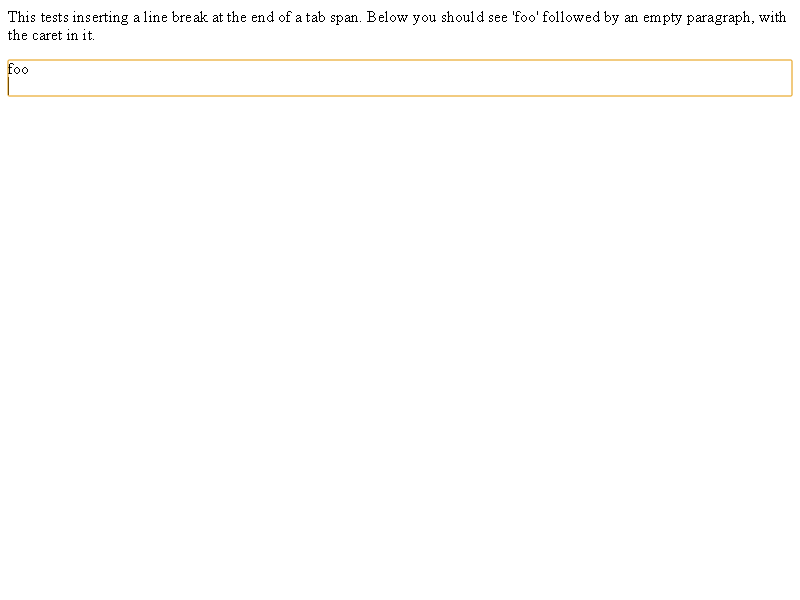 This tests inserting a line break at the end of a tab span. Below you should see 'foo' followed by an empty paragraph, with
the caret in it.
foo